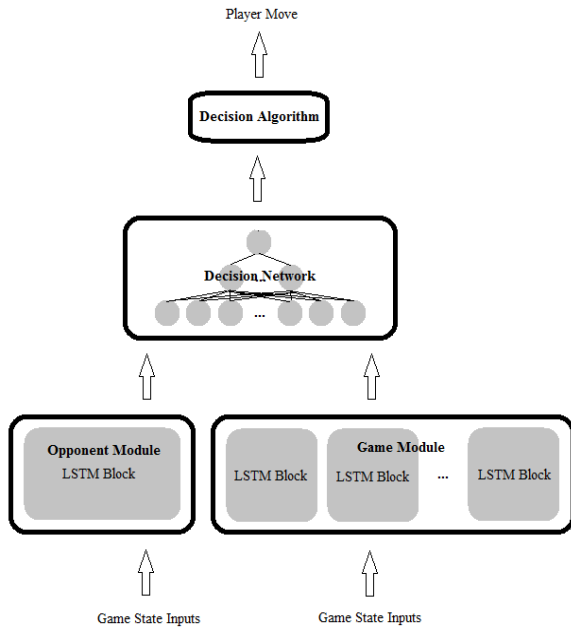 Player Move
Decision Algorithm
Decision Network
...
...
Opponent Module
LSTM Block
Game Module
LSTM Block
LSTM Block
...
LSTM Block
Game State Inputs
Game State Inputs